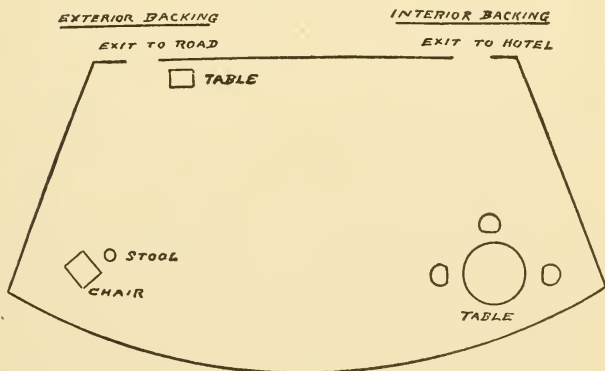 EXTERIOR BACKING
INTERIOR BACKING
EXIT TO ROAD
EXIT TO HOTEL
TABLE
STOOL
CHAIR
TABLE